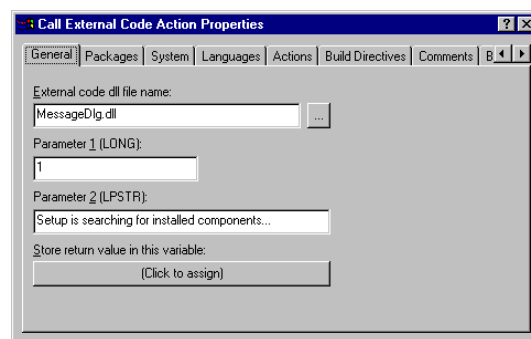 Call External Code Action Properties
General Packages System Languages Actions Build Directives Comments B
External code dll file name:
MessageDlg.dll
...
Parameter 1 (LONG):
1
Parameter 2 (LPSTR):
Setup is searching for installed components...
Store return value in this variable:
(Click to assign)